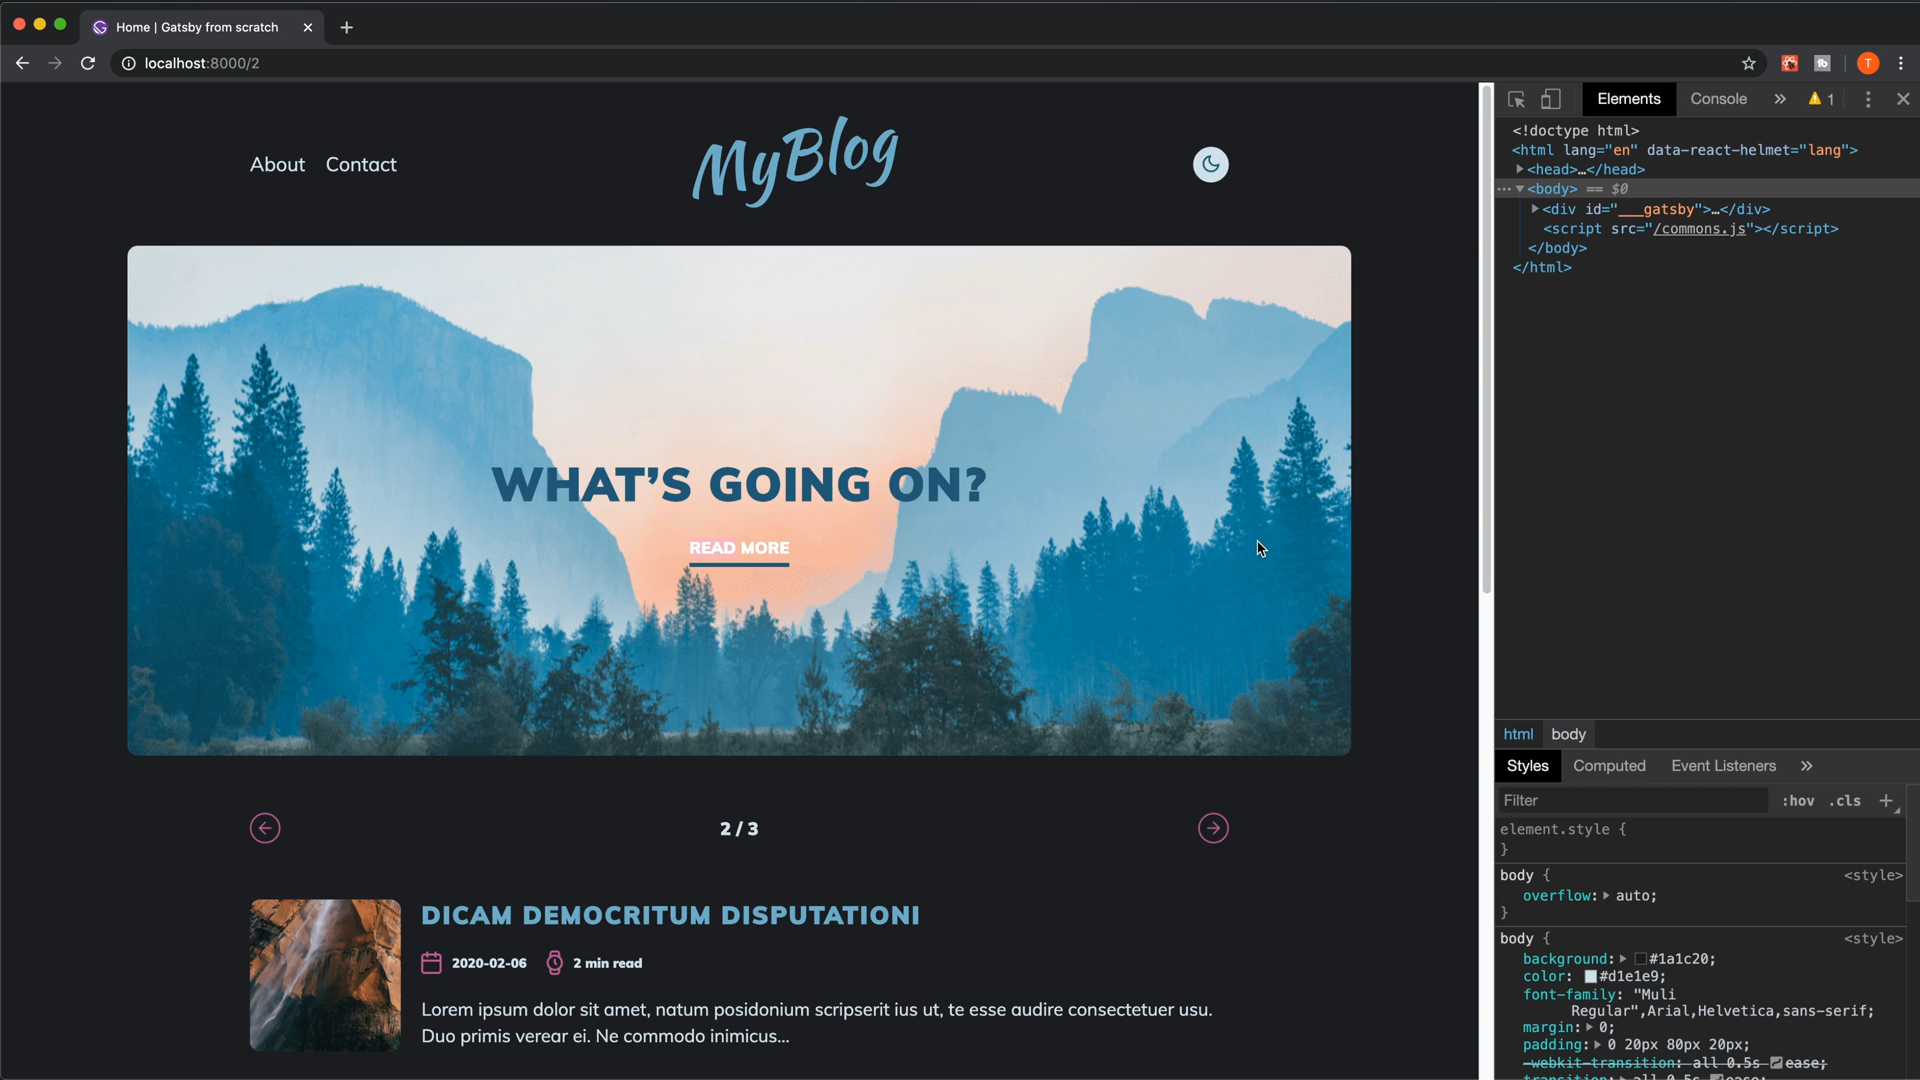 Home | Gatsby from scratch
localhost:8000/2
T
About
Contact
MyBlog
WHAT’S GOING ON?
READ MORE
2 / 3
DICAM DEMOCRITUM DISPUTATIONI
2020-02-06
2 min read
Lorem ipsum dolor sit amet, natum posidonium scripserit ius ut, te esse audire consectetuer usu.
Duo primis verear ei. Ne commodo inimicus...
Elements
Console
1
<!doctype html>
<html lang="en" data-react-helmet="lang">
<head>…</head>
<body> == $0
<div id="___gatsby">…</div>
<script src="/commons.js"></script>
</body>
</html>
html
body
Styles
Computed
Event Listeners
Filter
:hov
.cls
element.style {
}
body {
<style>
overflow: auto;
}
body {
<style>
background: #1a1c20;
color: #d1e1e9;
font-family: "Muli
Regular",Arial,Helvetica,sans-serif;
margin: 0;
padding: 0 20px 80px 20px;
-webkit-transition: all 0.5s ease;
transition: all 0.5s ease;